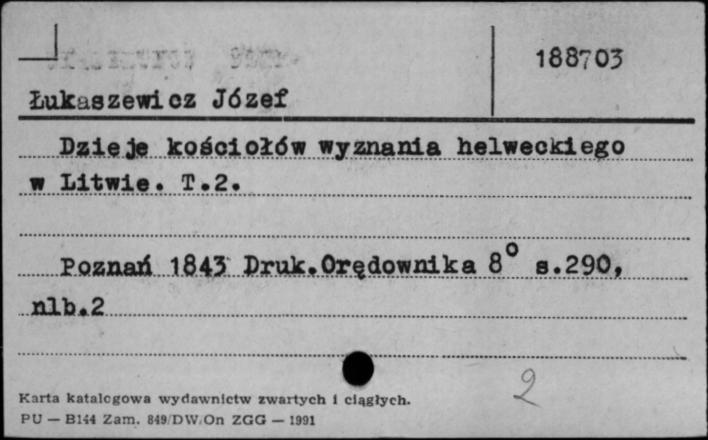 188703
Łukaszewicz Józef
Dzieje kościołów wyznania helweckiego
w Litwie. T.2.
Poznań 1843 Druk.Orędownika 8° s.290,
nlb.2
2
Karta katalogowa wydawnictw zwartych i ciągłych.
PU — B144 Zam. 849/DW/On ZGG — 1991